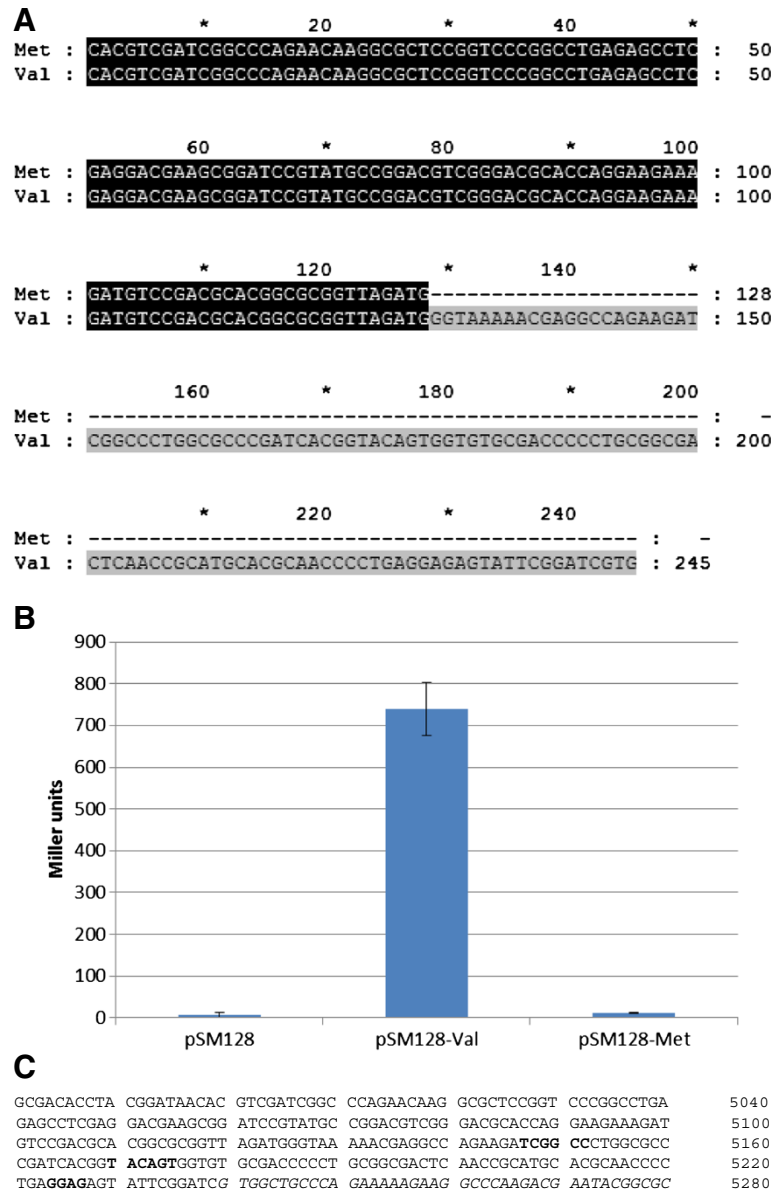 A
* 20 * 40 *
Met : CACGTCGATCGGCCCAGAACAAGGCGCTCCGGTCCCGGCCTGAGAGCCTC : 50
Val : CACGTCGATCGGCCCAGAACAAGGCGCTCCGGTCCCGGCCTGAGAGCCTC : 50
60 * 80 * 100
Met : GAGGACGAAGCGGATCCGTATGCCGGACGTCGGGACGCACCAGGAAGAAA : 100
Val : GAGGACGAAGCGGATCCGTATGCCGGACGTCGGGACGCACCAGGAAGAAA : 100
* 120 * 140 *
Met : GATGTCCGACGCACGGCGCGGTTAGATG---------------------- : 128
Val : GATGTCCGACGCACGGCGCGGTTAGATGGGTAAAAACGAGGCCAGAAGAT : 150
160 * 180 * 200
Met : -------------------------------------------------- : -
Val : CGGCCCTGGCGCCCGATCACGGTACAGTGGTGTGCGACCCCCTGCGGCGA : 200
* 220 * 240
Met : --------------------------------------------- : -
Val : CTCAACCGCATGCACGCAACCCCTGAGGAGAGTATTCGGATCGTG : 245
B
900
800
700
600
500
400
300
200
100
0
Miller units
pSM128 pSM128-Val pSM128-Met
C
GCGACACCTA CGGATAACAC GTCGATCGGC CCAGAACAAG GCGCTCCGGT CCCGGCCTGA 5040
GAGCCTCGAG GACGAAGCGG ATCCGTATGC CGGACGTCGG GACGCACCAG GAAGAAAGAT 5100
GTCCGACGCA CGGCGCGGTT AGATGGGTAA AAACGAGGCC AGAAGATCGG CCCTGGCGCC 5160
CGATCACGGT ACAGTGGTGT GCGACCCCCT GCGGCGACTC AACCGCATGC ACGCAACCCC 5220
TGAGGAGAGT ATTCGGATCG TGGCTGCCCA GAAAAAGAAG GCCCAAGACG AATACGGCGC 5280